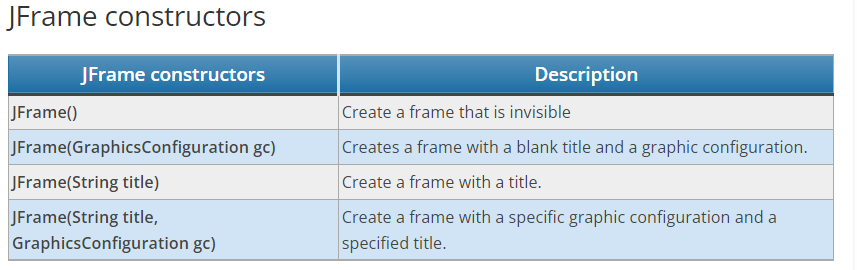 JFrame constructors
JFrame constructors Description
JFrame() Create a frame that is invisible
JFrame(GraphicsConfiguration gc) Creates a frame with a blank title and a graphic configuration.
JFrame(String title) Create a frame with a title.
JFrame(String title, Create a frame with a specific graphic configuration and a
GraphicsConfiguration gc) specified title.